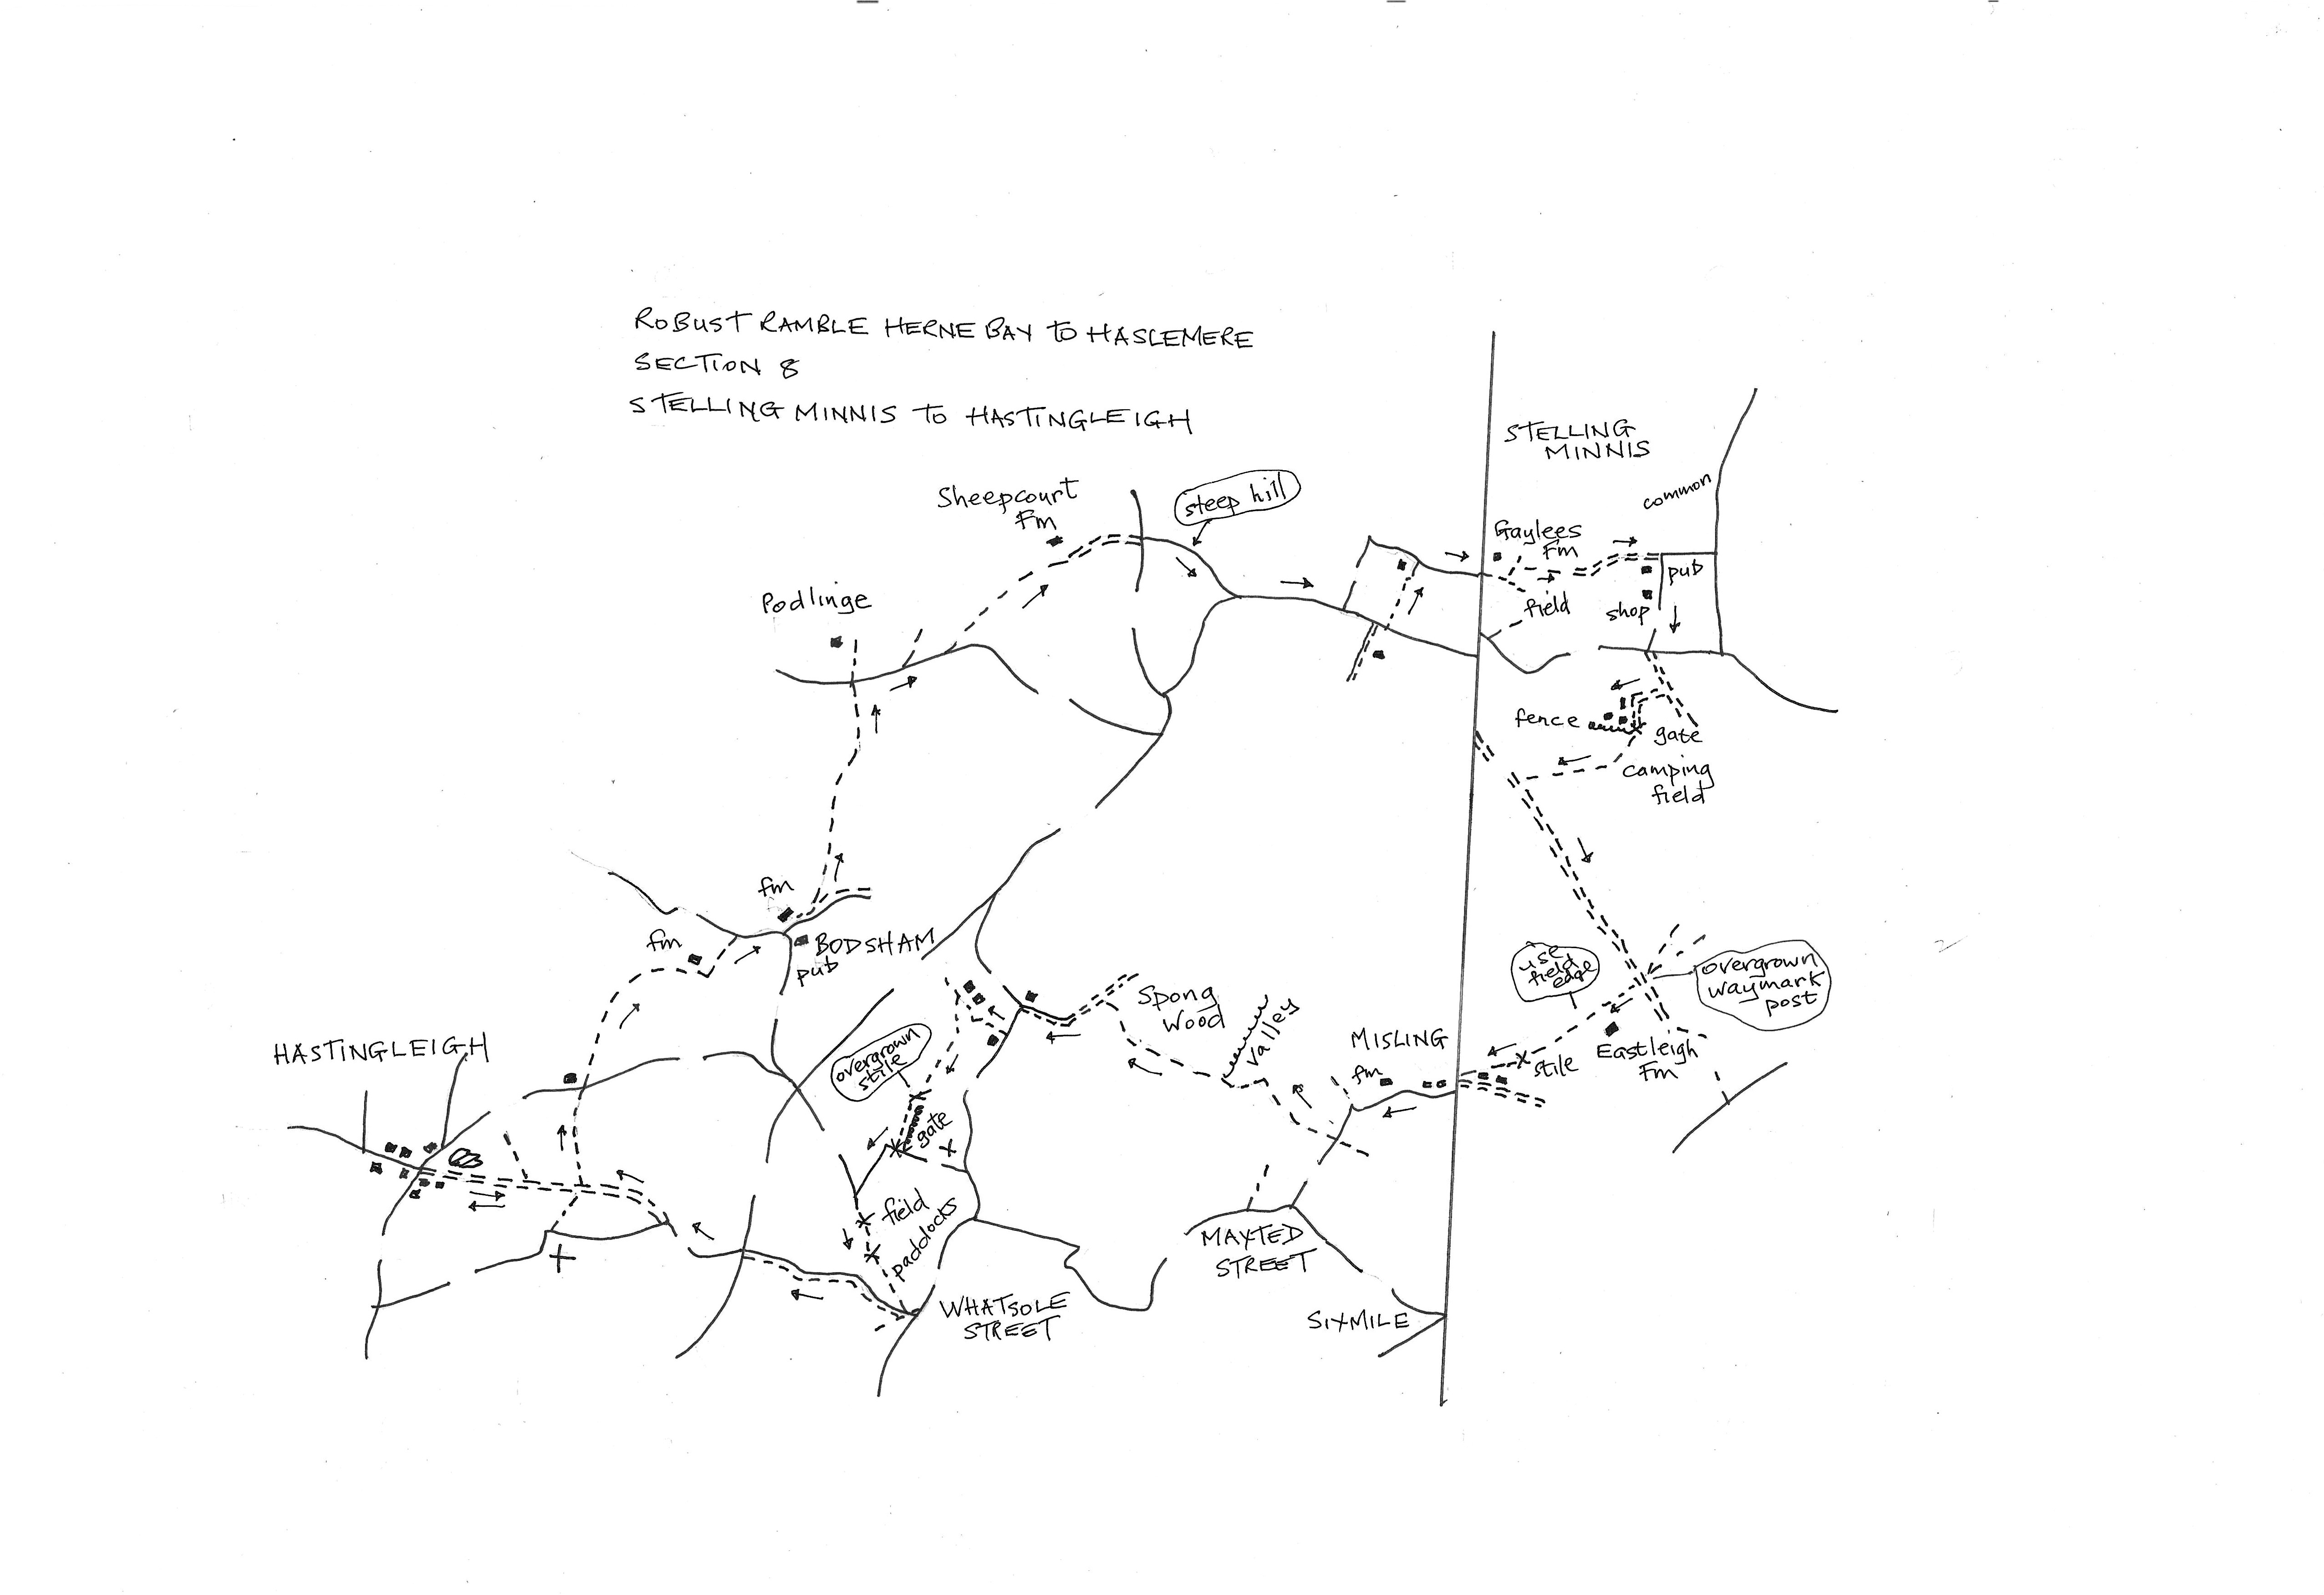 ROBUST RAMBLE HERNE BAY TO HASLEMERE
SECTION 8
STELLING MINNIS TO HASTINGLEIGH
STELLING
MINNIS
common
Sheepcourt
Fm
steep hill
Gaylees
Fm
pub
field
shop
Podlinge
fence
gate
camping
field
fm
fm
BODSHAM
pub
use
field
edge
overgrown
waymark
post
Spong
Wood
Valley
MISLING
fm
stile
Eastleigh
Fm
HASTINGLEIGH
overgrown
stile
gate
field
paddocks
MAXTED
STREET
WHATSOLE
STREET
SIXMILE